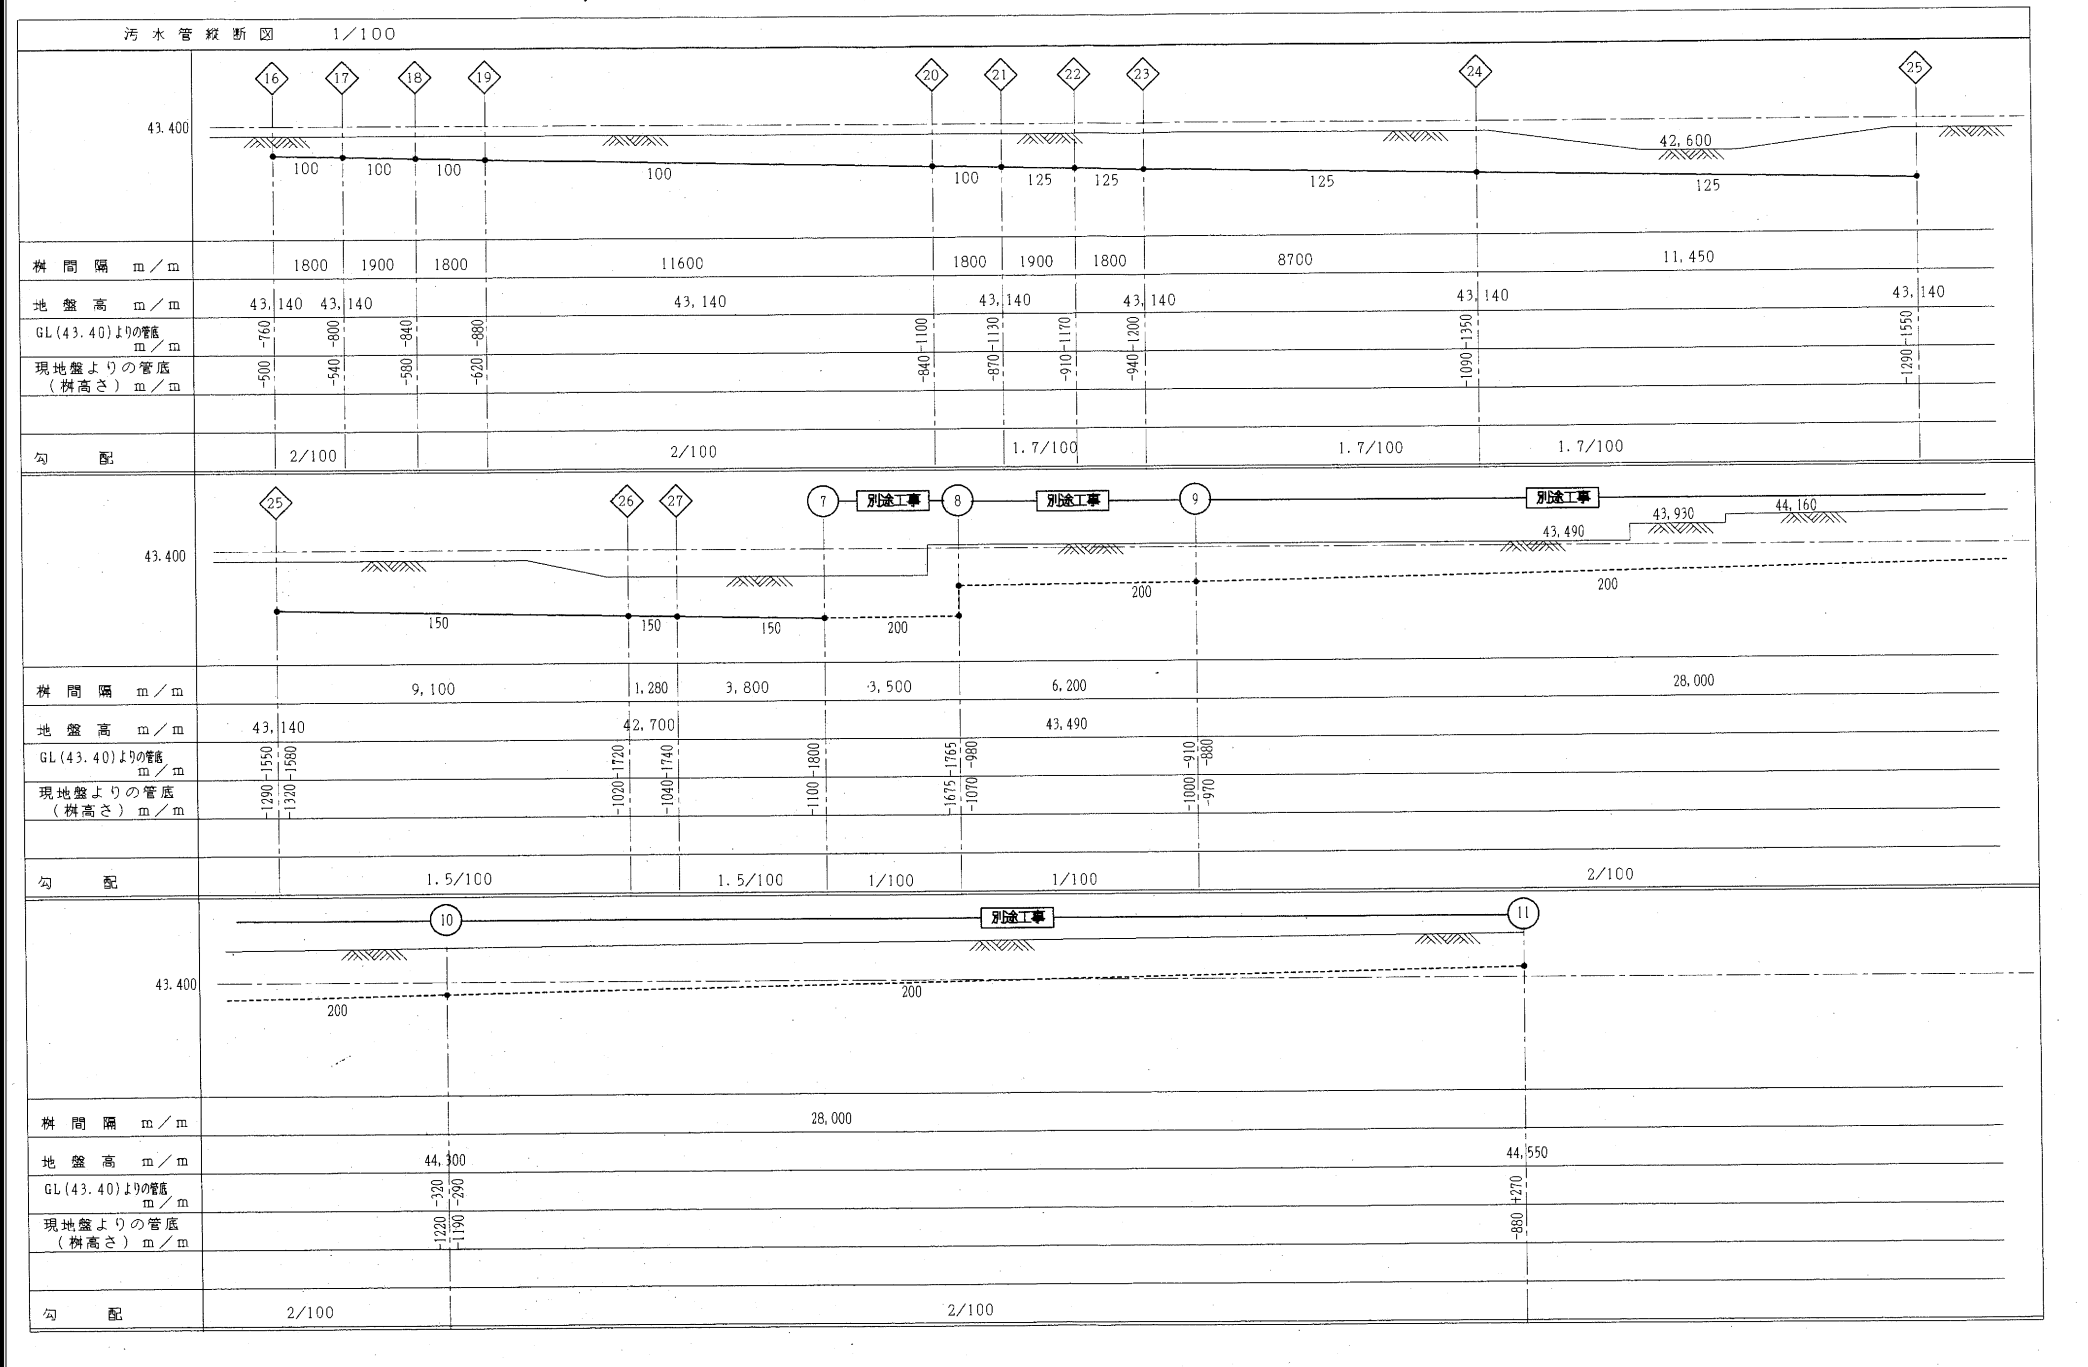 汚水管縦断図 1/100
16 17 18 19 20 21 22 23 24 25
43.400
42,600
100 100 100 100 100 125 125 125 125
桝間隔 m/m 1800 1900 1800 11600 1800 1900 1800 8700 11,450
地盤高 m/m 43,140 43,140 43,140 43,140 43,140 43,140 43,140
GL(43.40)よりの管底 m/m -760 -800 -840 -880 -1100 -1130 -1170 -1200 -1350 -1550
現地盤よりの管底
(桝高さ) m/m -500 -540 -580 -620 -840 -870 -910 -940 -1090 -1290
勾配 2/100 2/100 1.7/100 1.7/100 1.7/100
25 26 27 7 別途工事 8 別途工事 9 別途工事
43.400
43,490 43,930 44,160
150 150 150 200 200 200
桝間隔 m/m 9,100 1,280 3,800 3,500 6,200 28,000
地盤高 m/m 43,140 42,700 43,490
GL(43.40)よりの管底 m/m -1550 -1580 -1720 -1740 -1800 -1765 -980 -910 -880
現地盤よりの管底
(桝高さ) m/m -1290 -1320 -1020 -1040 -1100 -1675 -1070 -1000 -970
勾配 1.5/100 1.5/100 1/100 1/100 2/100
10 別途工事 11
43.400
200 200
桝間隔 m/m 28,000
地盤高 m/m 44,300 44,550
GL(43.40)よりの管底 m/m -320 -290 +270
現地盤よりの管底
(桝高さ) m/m -1220 -1190 -880
勾配 2/100 2/100